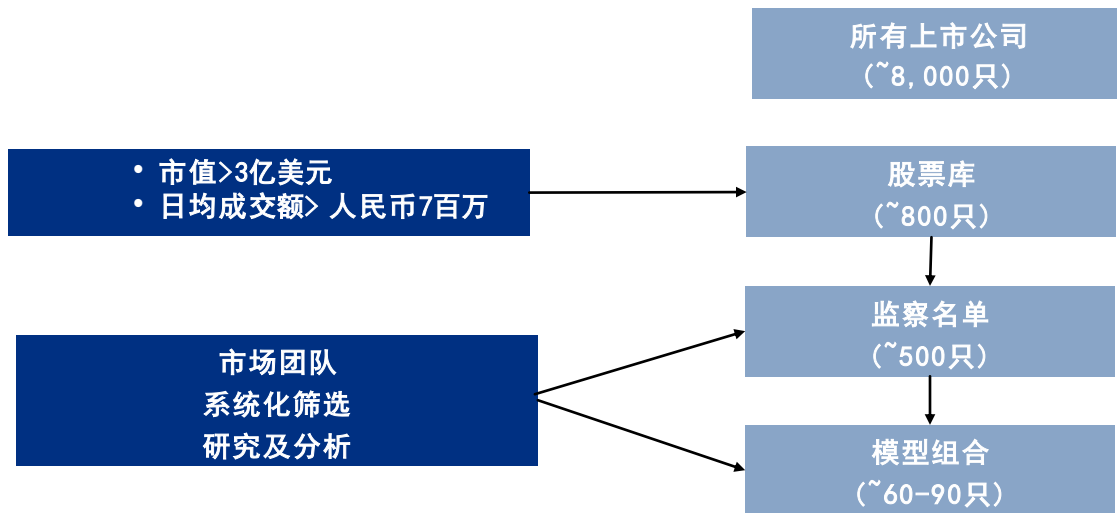 所有上市公司
(~8,000只)
• 市值>3亿美元
• 日均成交额> 人民币7百万
股票库
(~800只)
监察名单
(~500只)
市场团队
系统化筛选
研究及分析
模型组合
(~60-90只)